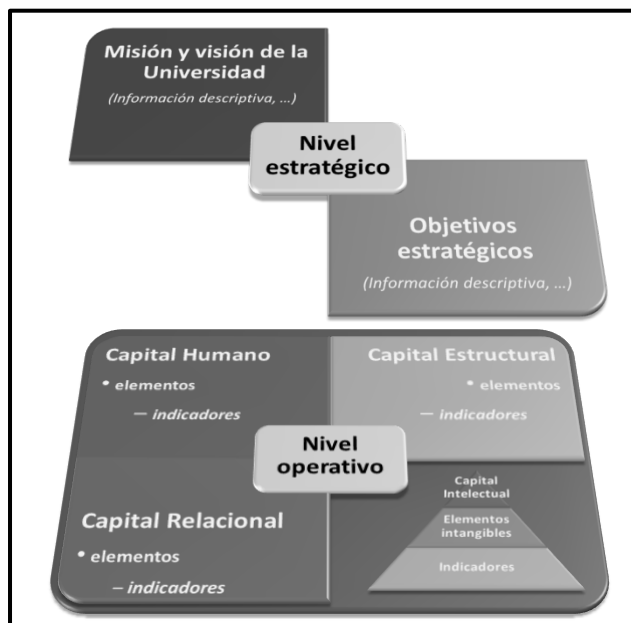 Misión y visión de la
Universidad
(Información descriptiva, ...)
Nivel
estratégico
Objetivos
estratégicos
(Información descriptiva, ...)
Capital Humano
• elementos
– indicadores
Capital Estructural
• elementos
– indicadores
Nivel
operativo
Capital Relacional
• elementos
– indicadores
Capital
Intelectual
Elementos
intangibles
Indicadores